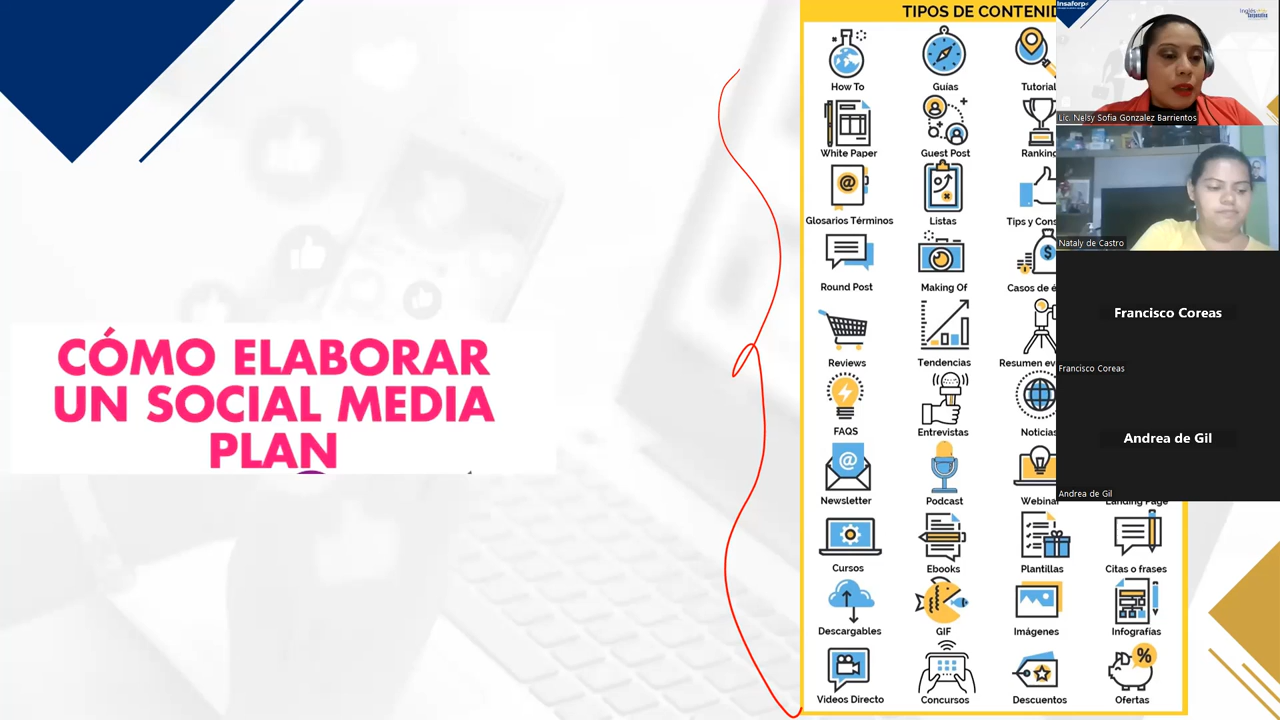 CÓMO ELABORAR
UN SOCIAL MEDIA
PLAN
TIPOS DE CONTENID
How To
Guías
Tutorial
White Paper
Guest Post
Ranking
Glosarios Términos
Listas
Tips y Cons
Round Post
Making Of
Casos de é
Reviews
Tendencias
Resumen ev
FAQS
Entrevistas
Noticias
Newsletter
Podcast
Webinar
Landing Page
Cursos
Ebooks
Plantillas
Citas o frases
Descargables
GIF
Imágenes
Infografías
Videos Directo
Concursos
Descuentos
Ofertas
Insaforp
Lic. Nelsy Sofia Gonzalez Barrientos
Nataly de Castro
Francisco Coreas
Francisco Coreas
Andrea de Gil
Andrea de Gil